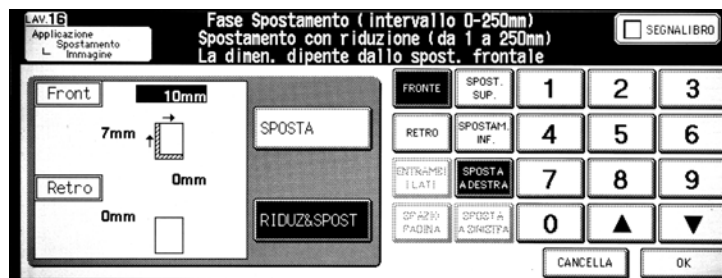 LAV.16
Applicazione
Spostamento
Immagine
Fase Spostamento (intervallo 0-250mm)
Spostamento con riduzione (da 1 a 250mm)
La dimen. dipente dallo spost. frontale
SEGNALIBRO
Front
10mm
7mm
Retro
0mm
0mm
SPOSTA
RIDUZ&SPOST
FRONTE
SPOST.
SUP.
1
2
3
RETRO
SPOSTAM.
INF.
4
5
6
ENTRAMBI
I LATI
SPOSTA
A DESTRA
7
8
9
SPAZIO
PAGINA
SPOSTA
A SINISTRA
0
▲
▼
CANCELLA
OK